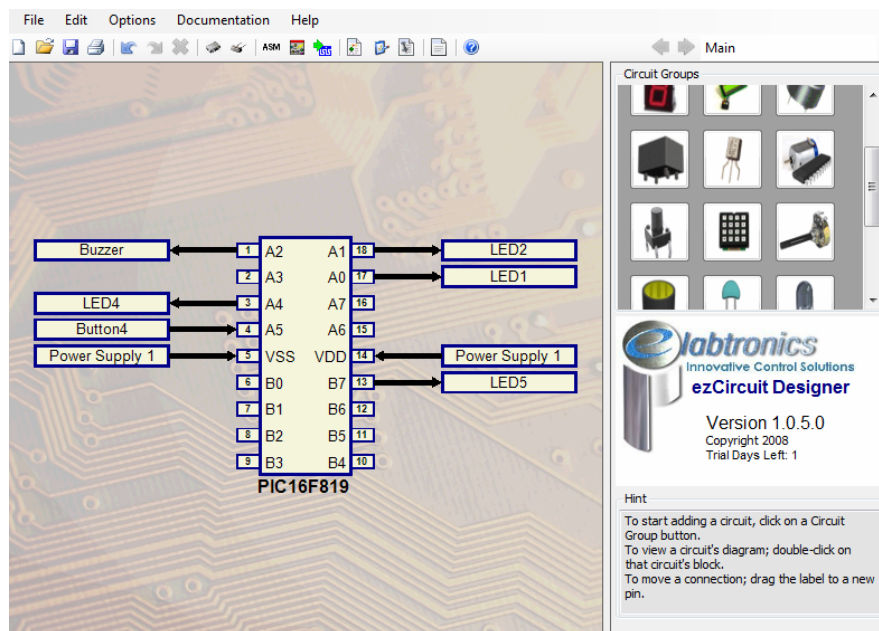 File Edit Options Documentation Help
ASM
Main
Circuit Groups
Buzzer 1 A2 A1 18 LED2
2 A3 A0 17 LED1
LED4 3 A4 A7 16
Button4 4 A5 A6 15
Power Supply 1 5 VSS VDD 14 Power Supply 1
6 B0 B7 13 LED5
7 B1 B6 12
8 B2 B5 11
9 B3 B4 10
PIC16F819
elabtronics
Innovative Control Solutions
ezCircuit Designer
Version 1.0.5.0
Copyright 2008
Trial Days Left: 1
Hint
To start adding a circuit, click on a Circuit
Group button.
To view a circuit's diagram; double-click on
that circuit's block.
To move a connection; drag the label to a new
pin.